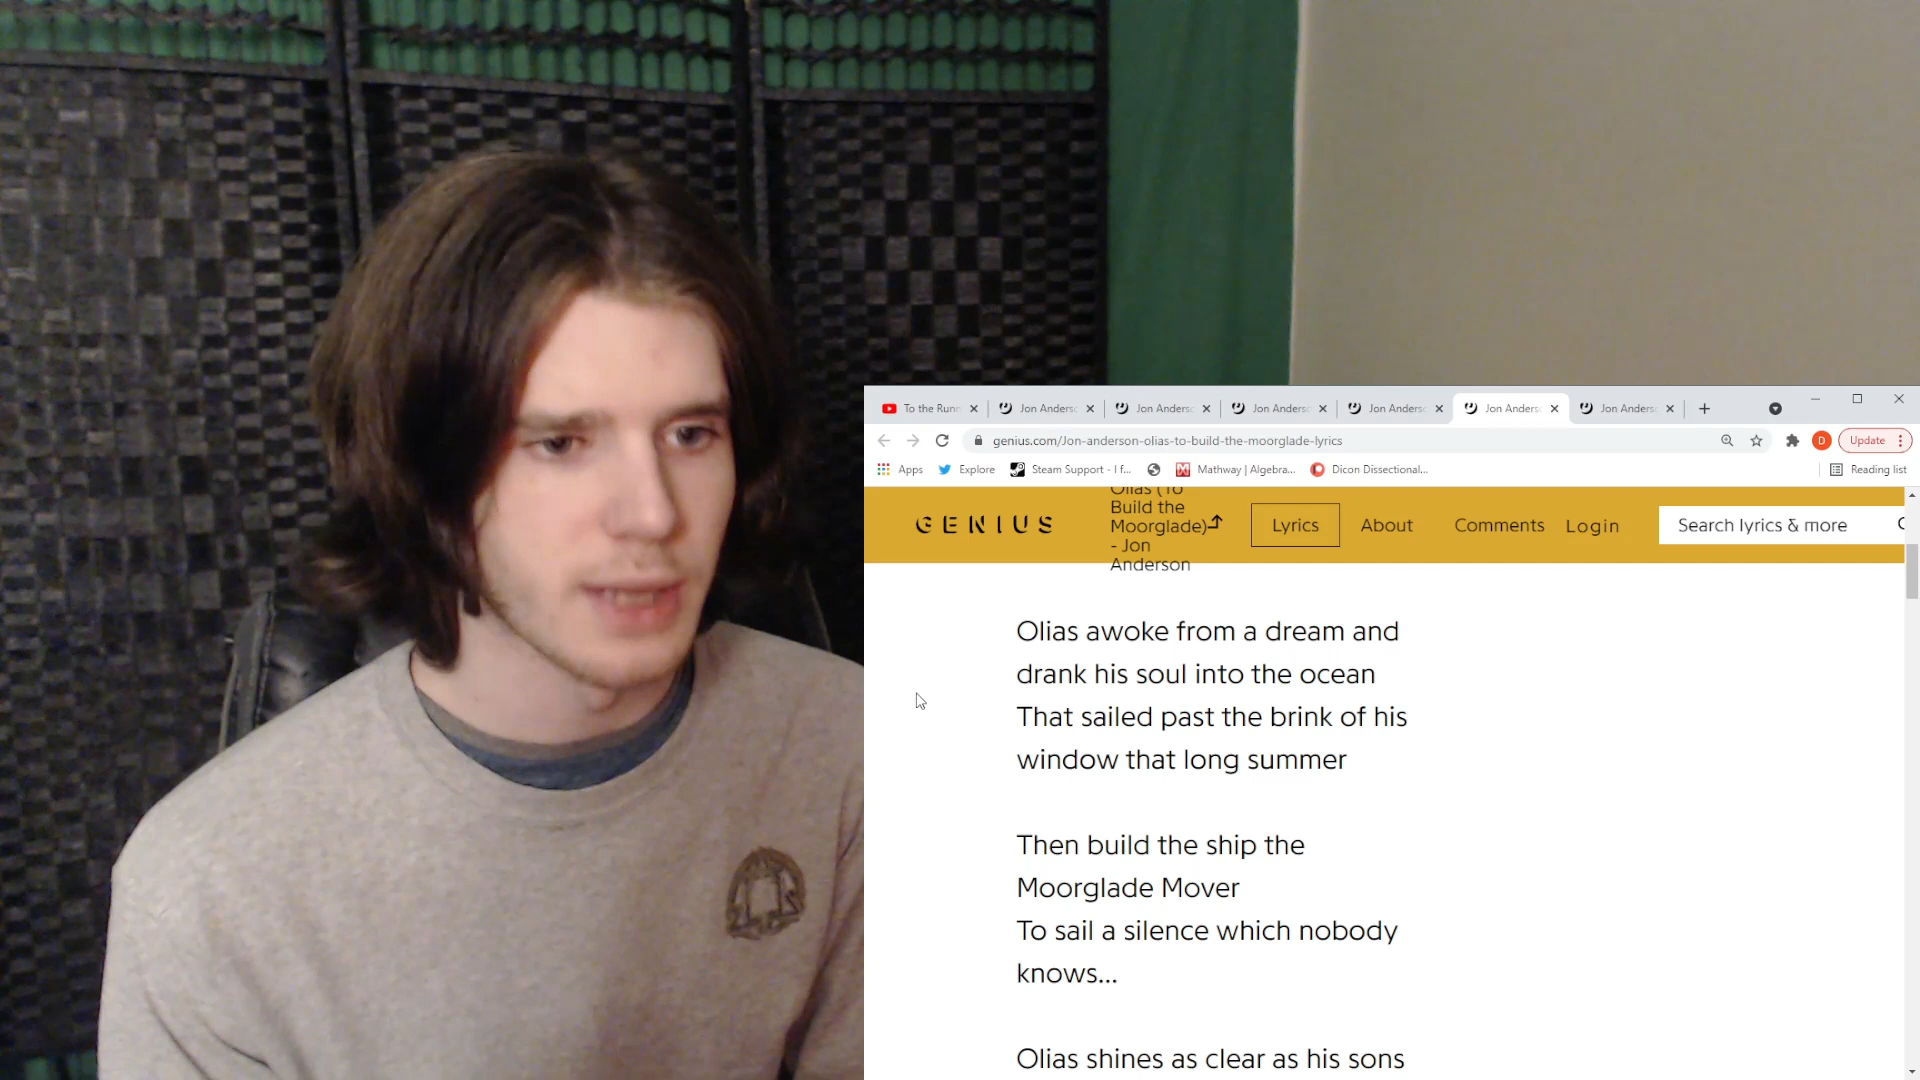 To the Runn
Jon Anders
Jon Anders
Jon Anders
Jon Anders
Jon Anders
Jon Anders
genius.com/Jon-anderson-olias-to-build-the-moorglade-lyrics
D
Update
Apps
Explore
Steam Support - I f...
Mathway | Algebra...
Dicon Dissectional...
Reading list
GENIUS
Olias (To
Build the
Moorglade)
- Jon
Anderson
Lyrics
About
Comments
Login
Search lyrics & more
Olias awoke from a dream and
drank his soul into the ocean
That sailed past the brink of his
window that long summer
Then build the ship the
Moorglade Mover
To sail a silence which nobody
knows...
Olias shines as clear as his sons